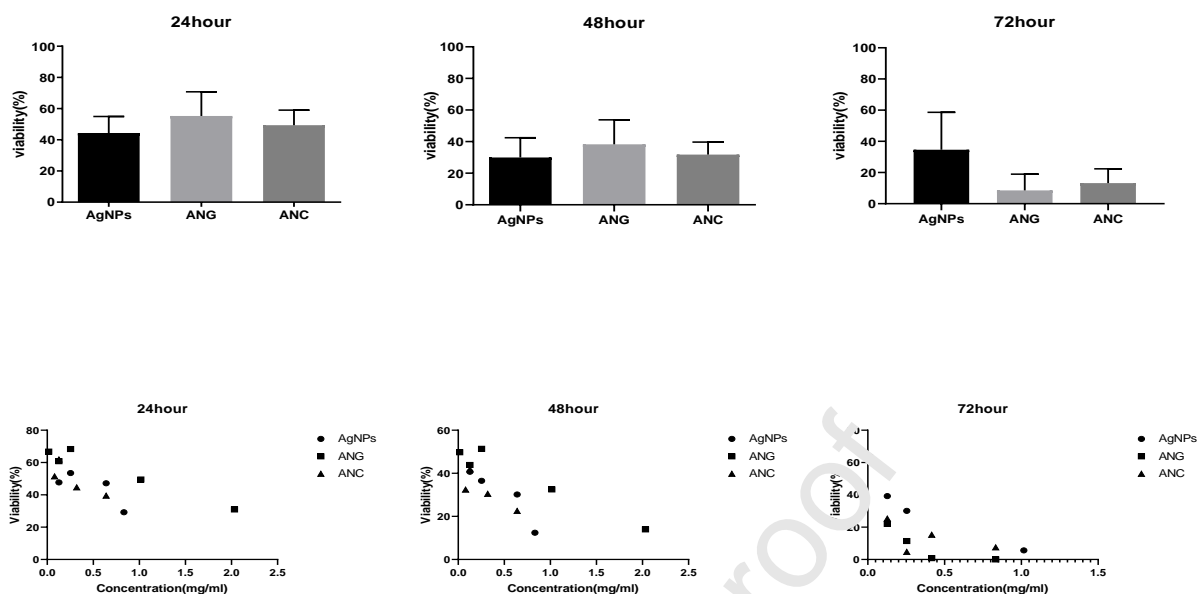 24hour
100
80
60
40
20
0
viability(%)
AgNPs ANG ANC
48hour
100
80
60
40
20
0
viability(%)
AgNPs ANG ANC
72hour
100
80
60
40
20
0
viability(%)
AgNPs ANG ANC
24hour
80
60
40
20
0
Viability(%)
0.0 0.5 1.0 1.5 2.0 2.5
Concentration(mg/ml)
AgNPs
ANG
ANC
48hour
60
40
20
0
Viability(%)
0.0 0.5 1.0 1.5 2.0 2.5
Concentration(mg/ml)
AgNPs
ANG
ANC
72hour
60
40
20
0
0.0 0.5 1.0 1.5
Concentration(mg/ml)
AgNPs
ANG
ANC
roof